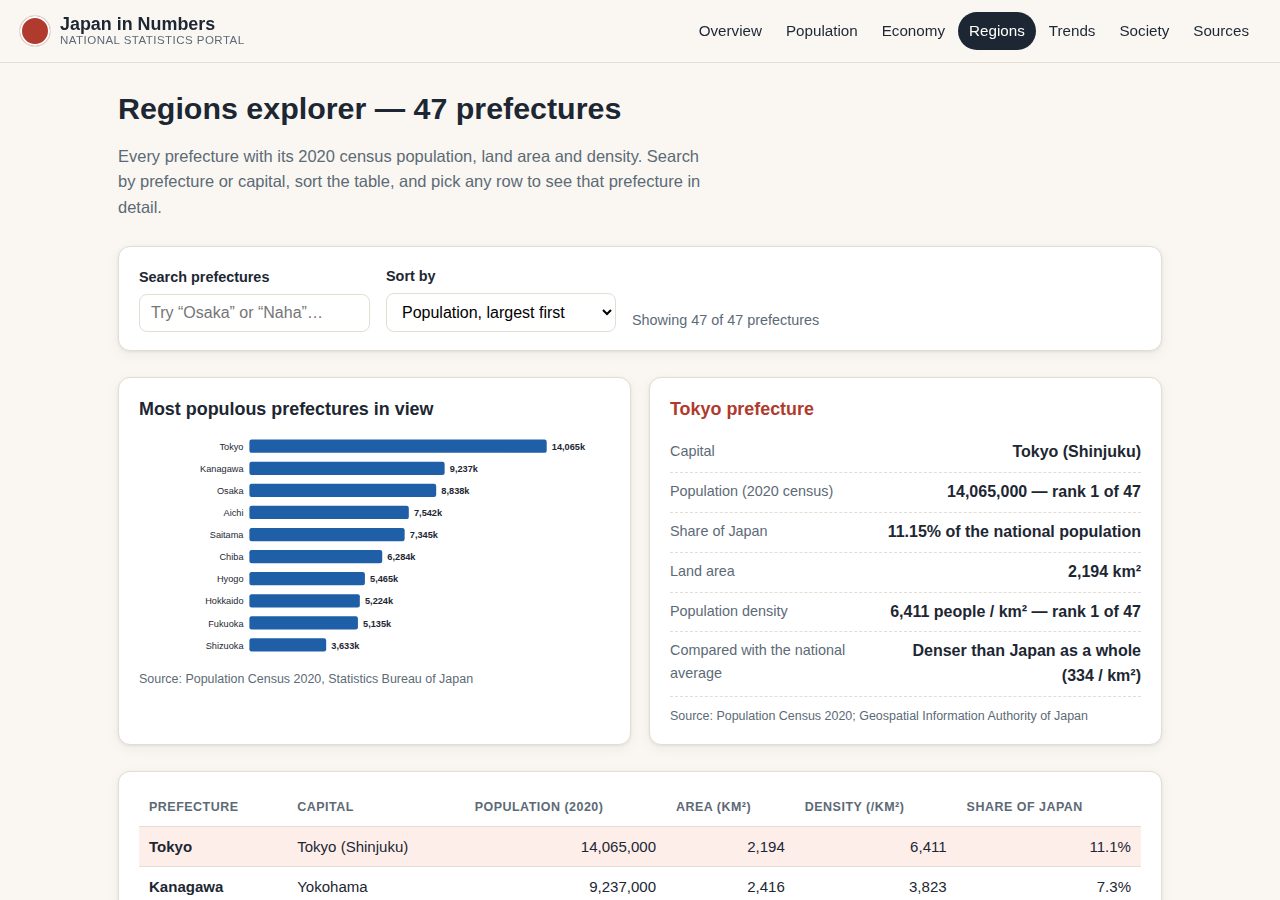 Japan in Numbers
NATIONAL STATISTICS PORTAL
Overview Population Economy Regions Trends Society Sources
Regions explorer — 47 prefectures
Every prefecture with its 2020 census population, land area and density. Search
by prefecture or capital, sort the table, and pick any row to see that prefecture in
detail.
Search prefectures
Try “Osaka” or “Naha”…
Sort by
Population, largest first
Showing 47 of 47 prefectures
Most populous prefectures in view
Tokyo 14,065k
Kanagawa 9,237k
Osaka 8,838k
Aichi 7,542k
Saitama 7,345k
Chiba 6,284k
Hyogo 5,465k
Hokkaido 5,224k
Fukuoka 5,135k
Shizuoka 3,633k
Source: Population Census 2020, Statistics Bureau of Japan
Tokyo prefecture
Capital Tokyo (Shinjuku)
Population (2020 census) 14,065,000 — rank 1 of 47
Share of Japan 11.15% of the national population
Land area 2,194 km²
Population density 6,411 people / km² — rank 1 of 47
Compared with the national average Denser than Japan as a whole (334 / km²)
Source: Population Census 2020; Geospatial Information Authority of Japan
PREFECTURE CAPITAL POPULATION (2020) AREA (KM²) DENSITY (/KM²) SHARE OF JAPAN
Tokyo Tokyo (Shinjuku) 14,065,000 2,194 6,411 11.1%
Kanagawa Yokohama 9,237,000 2,416 3,823 7.3%